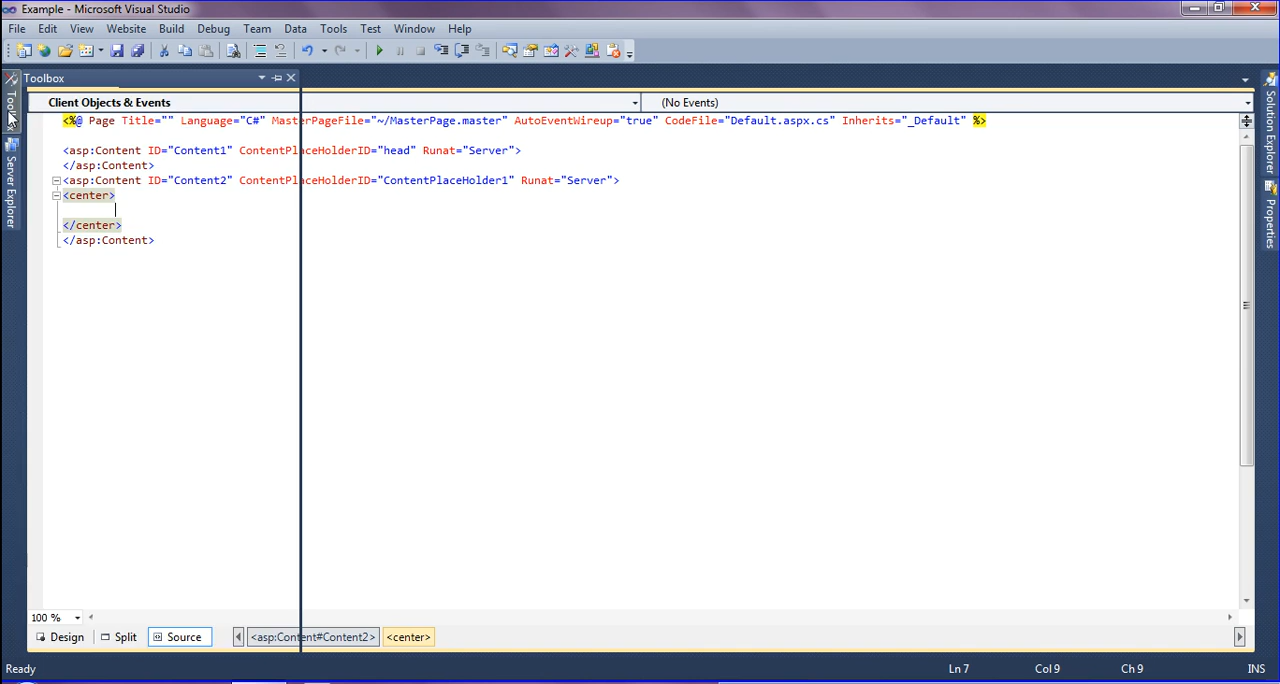 Example - Microsoft Visual Studio
File Edit View Website Build Debug Team Data Tools Test Window Help
Toolbox
Client Objects & Events (No Events)
<%@ Page Title="" Language="C#" MasterPageFile="~/MasterPage.master" AutoEventWireup="true" CodeFile="Default.aspx.cs" Inherits="_Default" %>
<asp:Content ID="Content1" ContentPlaceHolderID="head" Runat="Server">
</asp:Content>
<asp:Content ID="Content2" ContentPlaceHolderID="ContentPlaceHolder1" Runat="Server">
<center>
</center>
</asp:Content>
Toolbox
Server Explorer
Solution Explorer
Properties
100 %
Design Split Source <asp:Content#Content2> <center>
Ready Ln 7 Col 9 Ch 9 INS